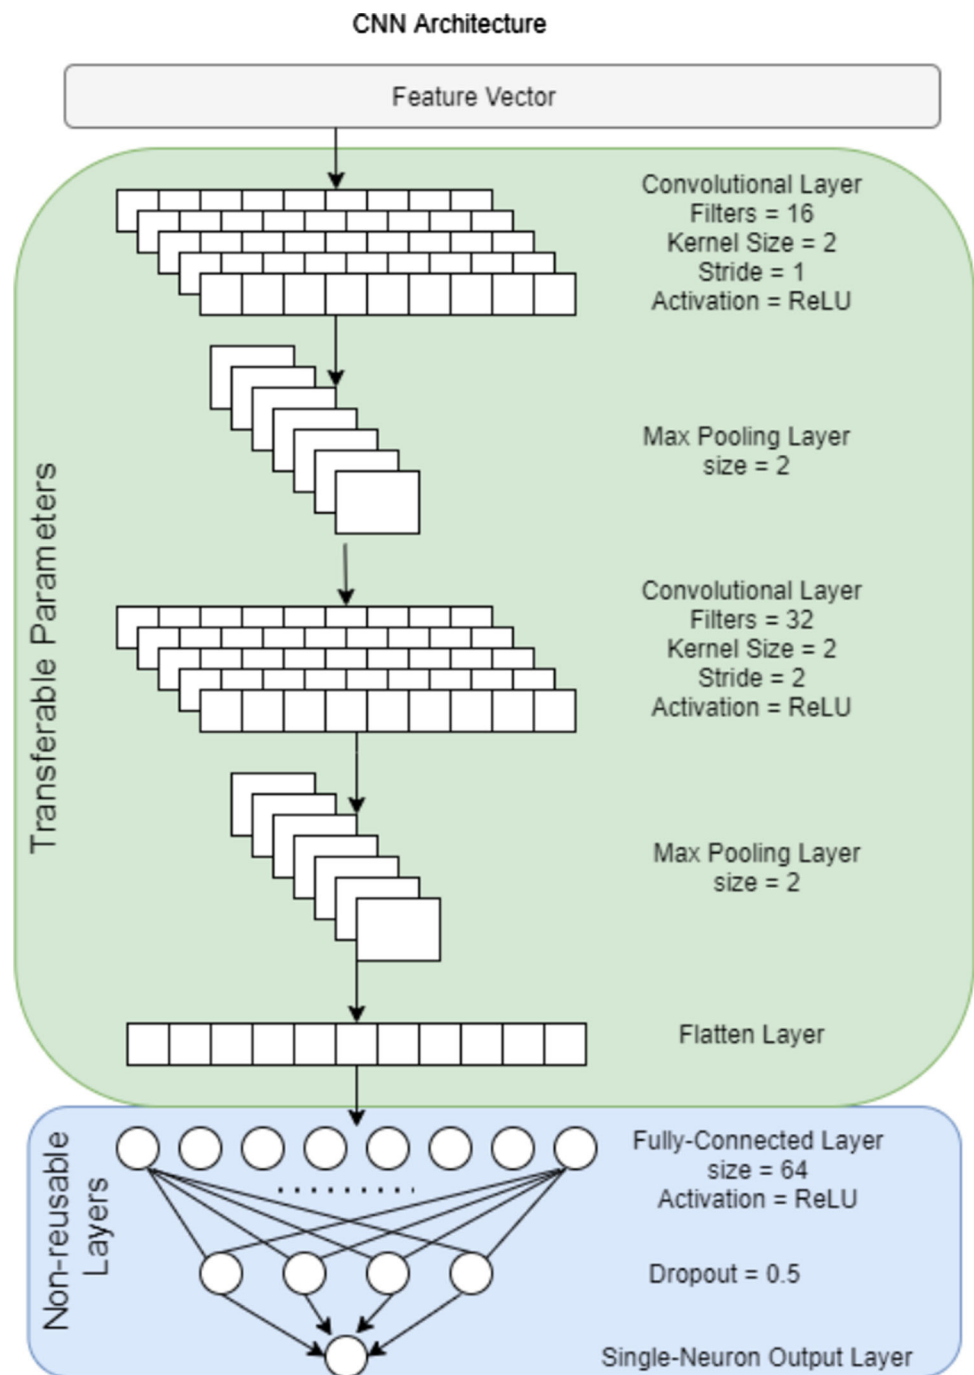 CNN Architecture
Feature Vector
Convolutional Layer
Filters = 16
Kernel Size = 2
Stride = 1
Activation = ReLU
Max Pooling Layer
size = 2
Transferable Parameters
Convolutional Layer
Filters = 32
Kernel Size = 2
Stride = 2
Activation = ReLU
Max Pooling Layer
size = 2
Flatten Layer
Non-reusable
Layers
Fully-Connected Layer
size = 64
Activation = ReLU
Dropout = 0.5
Single-Neuron Output Layer